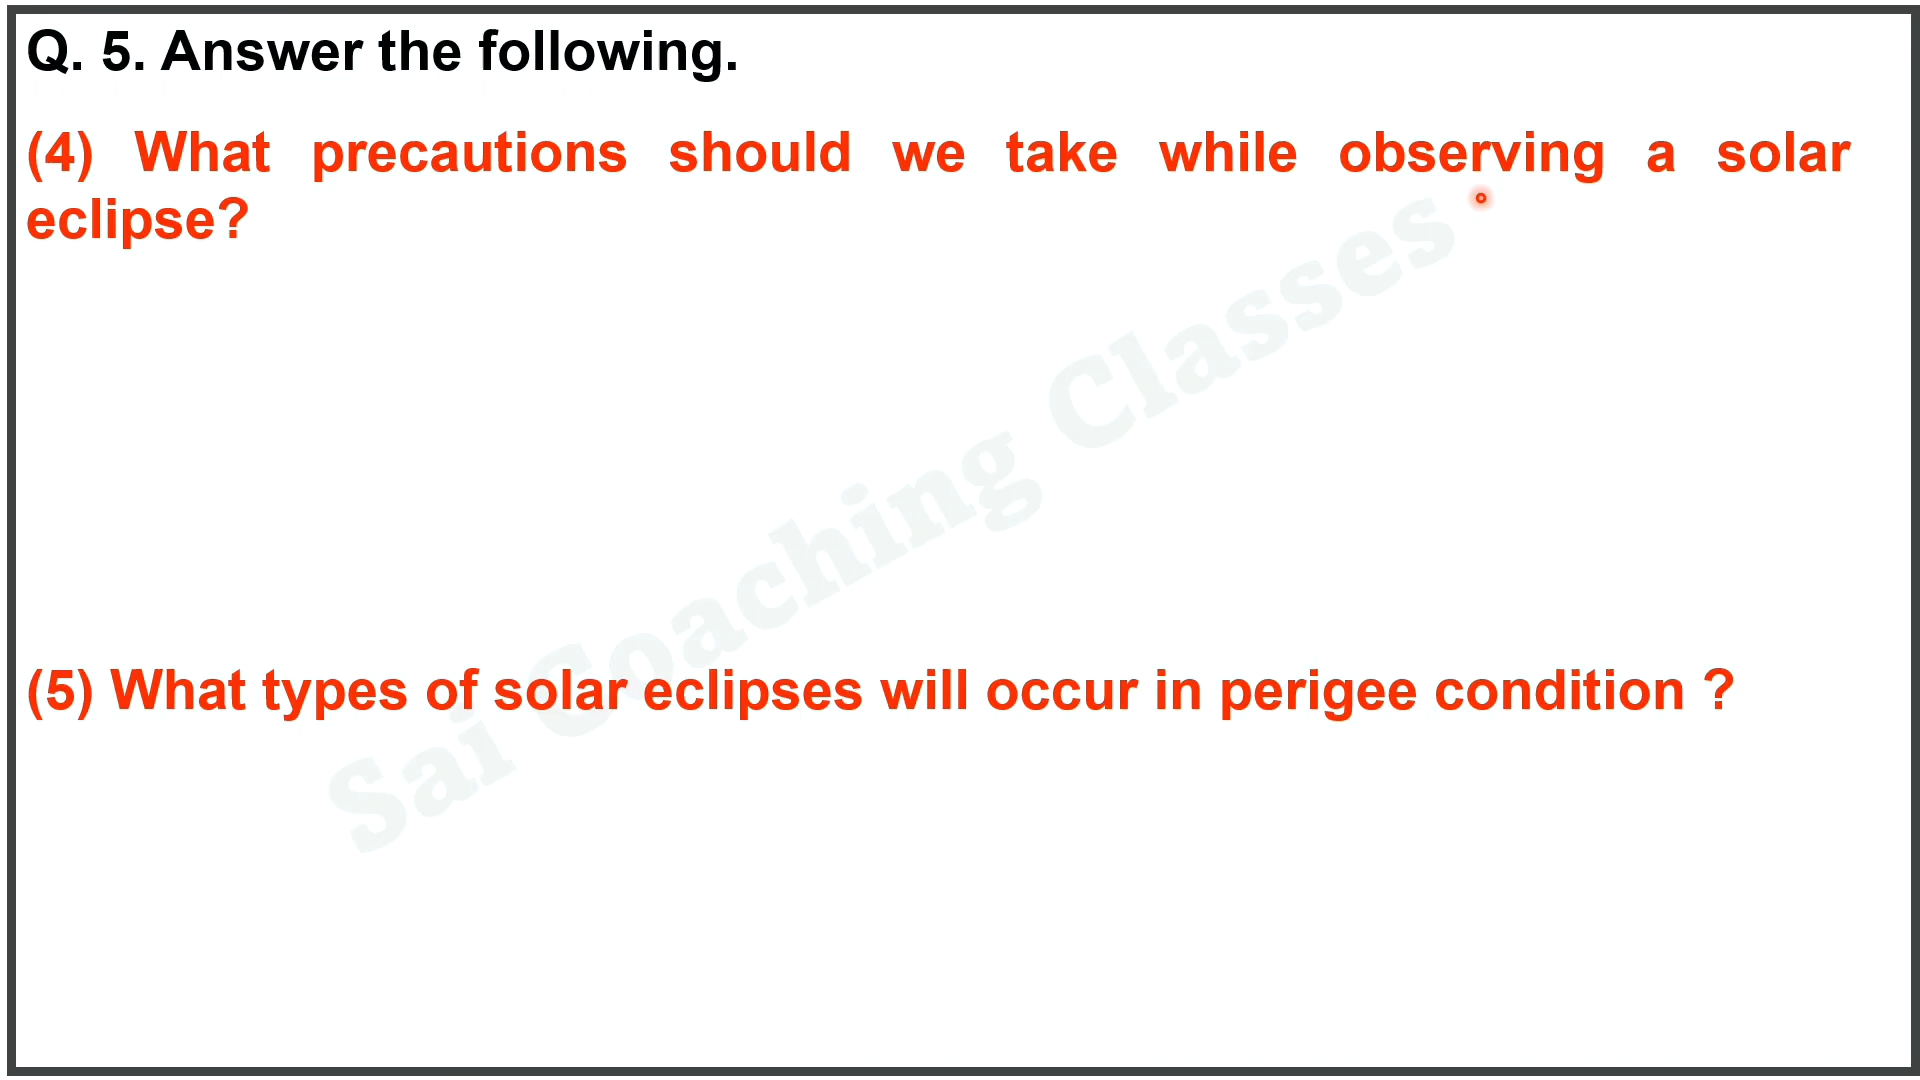 Q. 5. Answer the following.
(4) What precautions should we take while observing a solar
eclipse?
(5) What types of solar eclipses will occur in perigee condition ?
Sai Coaching Classes